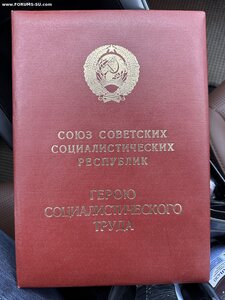 www.FORUMS-SU.com
СОЮЗ СОВЕТСКИХ
СОЦИАЛИСТИЧЕСКИХ
РЕСПУБЛИК
ГЕРОЮ
СОЦИАЛИСТИЧЕСКОГО
ТРУДА